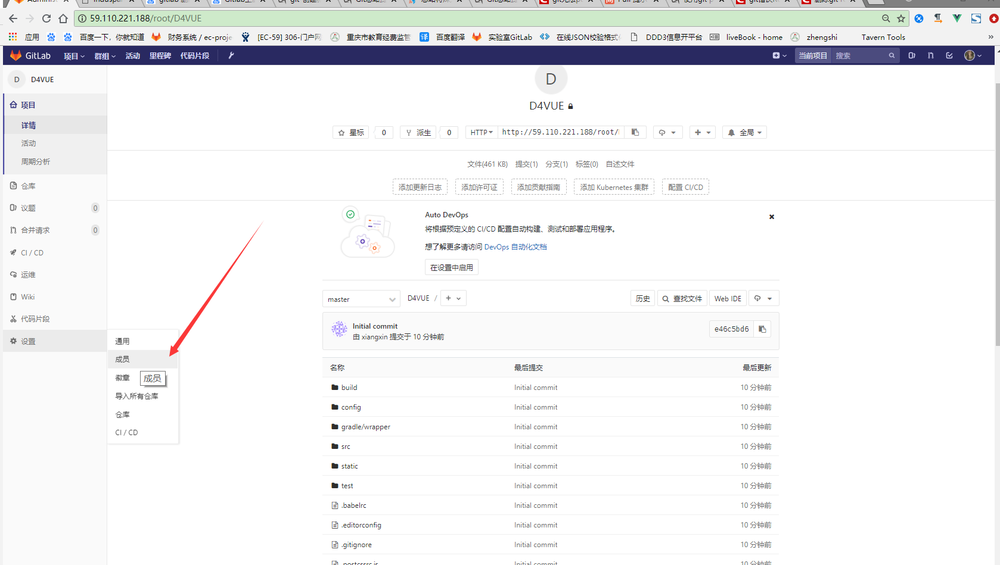 59.110.221.188/root/D4VUE
应用
百度一下，你就知道
财务系统 / ec-proje
[EC-59] 306-门户网
重庆市教育经费监管
译
百度翻译
实验室GitLab
在线JSON校验格式化
DDD3信息开平台
liveBook - home
zhengshi
Tavern Tools
»
GitLab
项目
群组
活动
里程碑
代码片段
当前项目
搜索
D
D4VUE
项目
详情
活动
周期分析
仓库
议题
0
合并请求
0
CI / CD
运维
Wiki
代码片段
设置
通用
成员
徽章
成员
导入所有仓库
仓库
CI / CD
D
D4VUE
星标
0
派生
0
HTTP
http://59.110.221.188/root/
全局
文件(461 KB)
提交(1)
分支(1)
标签(0)
自述文件
添加更新日志
添加许可证
添加贡献指南
添加 Kubernetes 集群
配置 CI/CD
Auto DevOps
将根据预定义的 CI/CD 配置自动构建、测试和部署应用程序。
想了解更多请访问 DevOps 自动化文档
在设置中启用
master
D4VUE /
历史
查找文件
Web IDE
Initial commit
由 xiangxin 提交于 10 分钟前
e46c5bd6
名称 最后提交 最后更新
build Initial commit 10 分钟前
config Initial commit 10 分钟前
gradle/wrapper Initial commit 10 分钟前
src Initial commit 10 分钟前
static Initial commit 10 分钟前
test Initial commit 10 分钟前
.babelrc Initial commit 10 分钟前
.editorconfig Initial commit 10 分钟前
.gitignore Initial commit 10 分钟前
.postcssrc.js Initial commit 10 分钟前